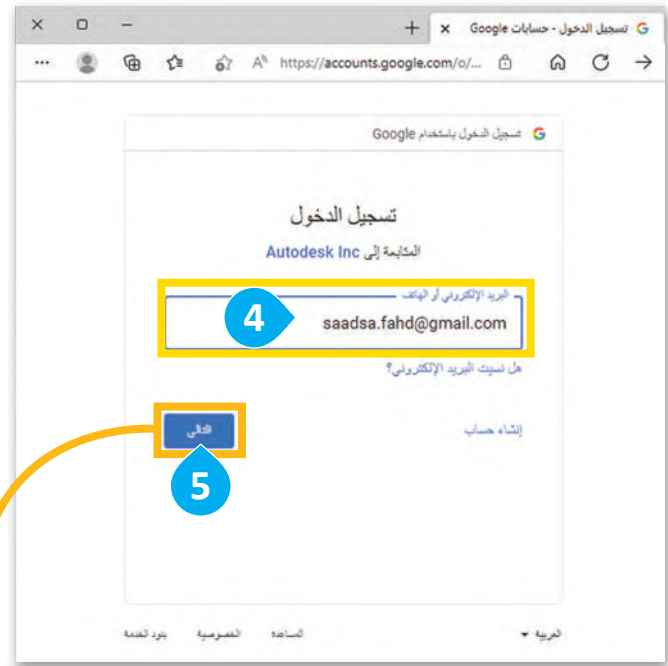 تسجيل الدخول - حسابات Google
https://accounts.google.com/o/...
تسجيل الدخول باستخدام Google
تسجيل الدخول
المتابعة إلى Autodesk Inc
البريد الإلكتروني أو الهاتف
saadsa.fahd@gmail.com
4
هل نسيت البريد الإلكتروني؟
إنشاء حساب
التالي
5
العربية
المساعدة الخصوصية بنود الخدمة